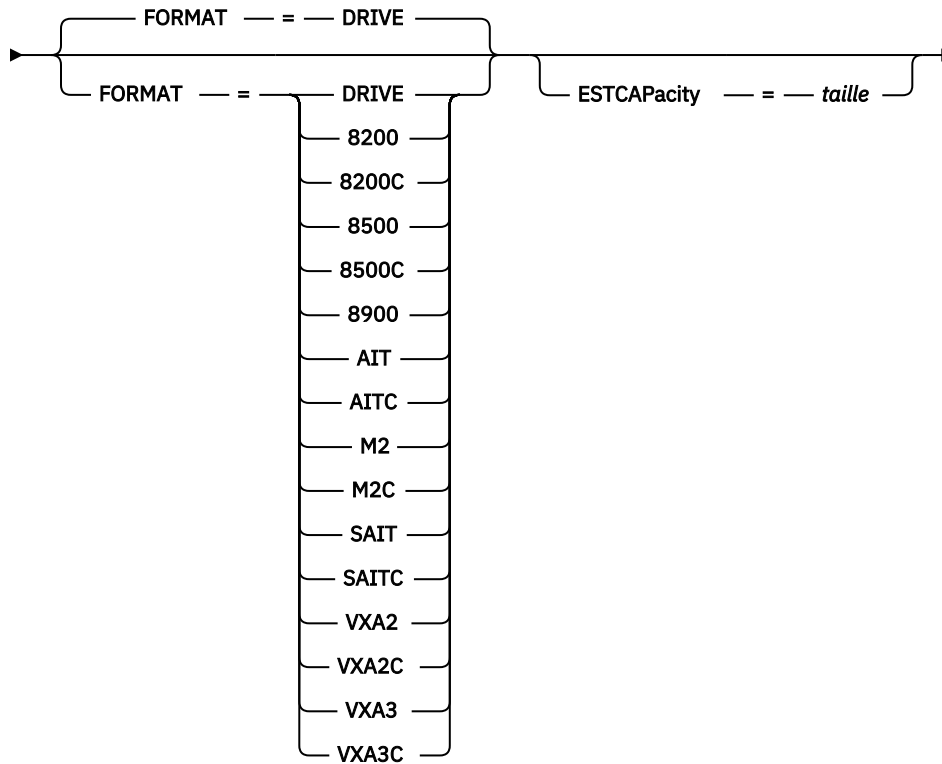 FORMAT = DRIVE
FORMAT = DRIVE ESTCAPacity = taille
8200
8200C
8500
8500C
8900
AIT
AITC
M2
M2C
SAIT
SAITC
VXA2
VXA2C
VXA3
VXA3C